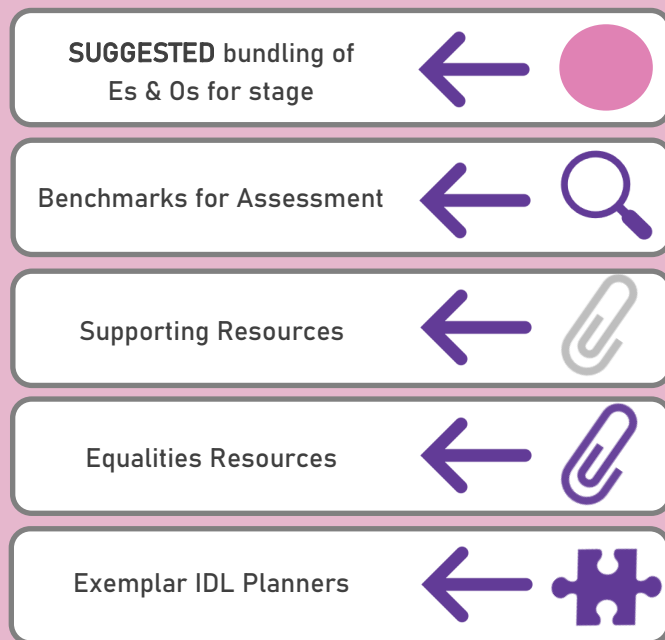 SUGGESTED bundling of
Es & Os for stage
Benchmarks for Assessment
Supporting Resources
Equalities Resources
Exemplar IDL Planners